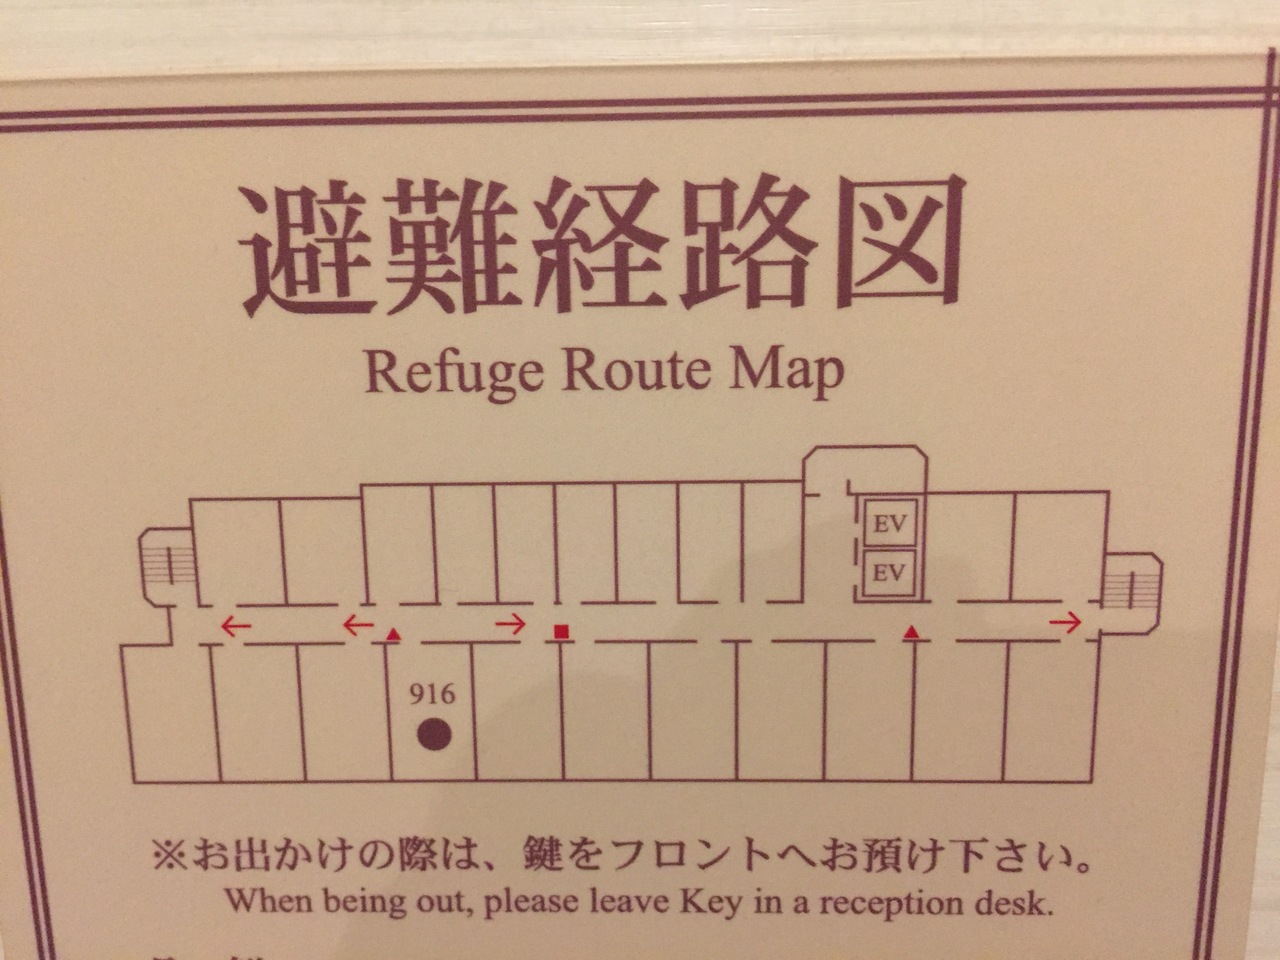 避難経路図
Refuge Route Map
EV
EV
916
※お出かけの際は、鍵をフロントへお預け下さい。
When being out, please leave Key in a reception desk.